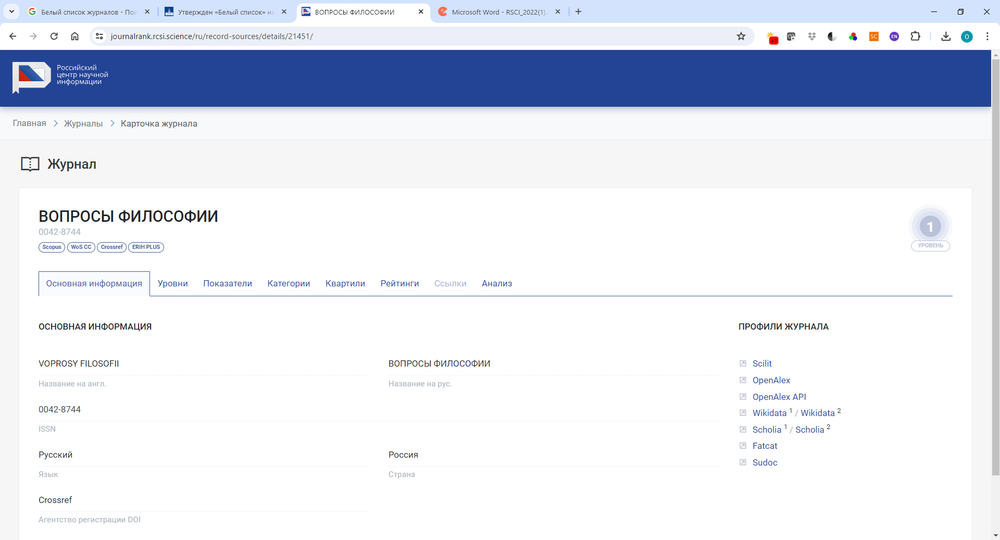 Белый список журналов - Пои
Утвержден «Белый список» на
ВОПРОСЫ ФИЛОСОФИИ
Microsoft Word - RSCI_2022(1).
journalrank.rcsi.science/ru/record-sources/details/21451/
+1
SC
EN
O
Российский
центр научной
информации
Главная
Журналы
Карточка журнала
Журнал
ВОПРОСЫ ФИЛОСОФИИ
0042-8744
Scopus WoS CC Crossref ERIH PLUS
1
УРОВЕНЬ
Основная информация Уровни Показатели Категории Квартили Рейтинги Ссылки Анализ
ОСНОВНАЯ ИНФОРМАЦИЯ
VOPROSY FILOSOFII
Название на англ.
ВОПРОСЫ ФИЛОСОФИИ
Название на рус.
0042-8744
ISSN
Русский
Язык
Россия
Страна
Crossref
Агентство регистрации DOI
ПРОФИЛИ ЖУРНАЛА
Scilit
OpenAlex
OpenAlex API
Wikidata 1 / Wikidata 2
Scholia 1 / Scholia 2
Fatcat
Sudoc